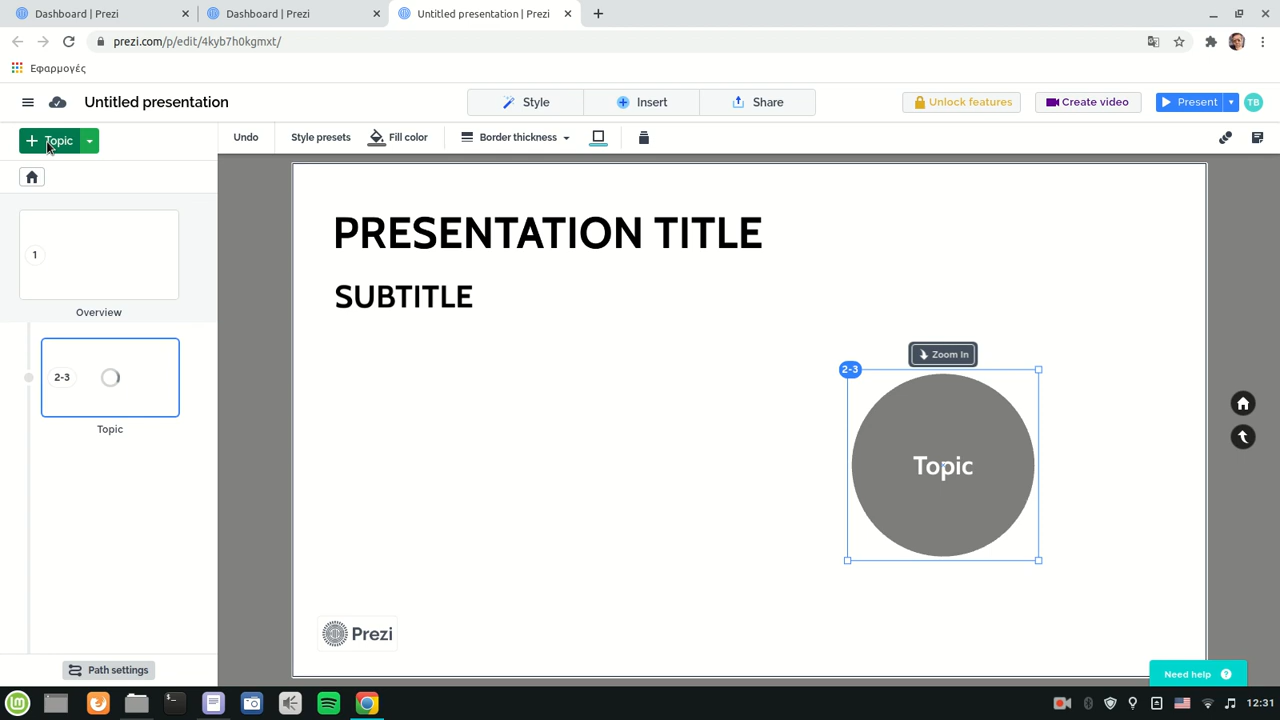 Dashboard | Prezi
Dashboard | Prezi
Untitled presentation | Prezi
prezi.com/p/edit/4kyb7h0kgmxt/
Εφαρμογές
Untitled presentation
Style
Insert
Share
Unlock features
Create video
Present
TB
Topic
Undo
Style presets
Fill color
Border thickness
1
Overview
2-3
Topic
Path settings
PRESENTATION TITLE
SUBTITLE
Zoom In
2-3
Topic
Prezi
Need help ?
12:31